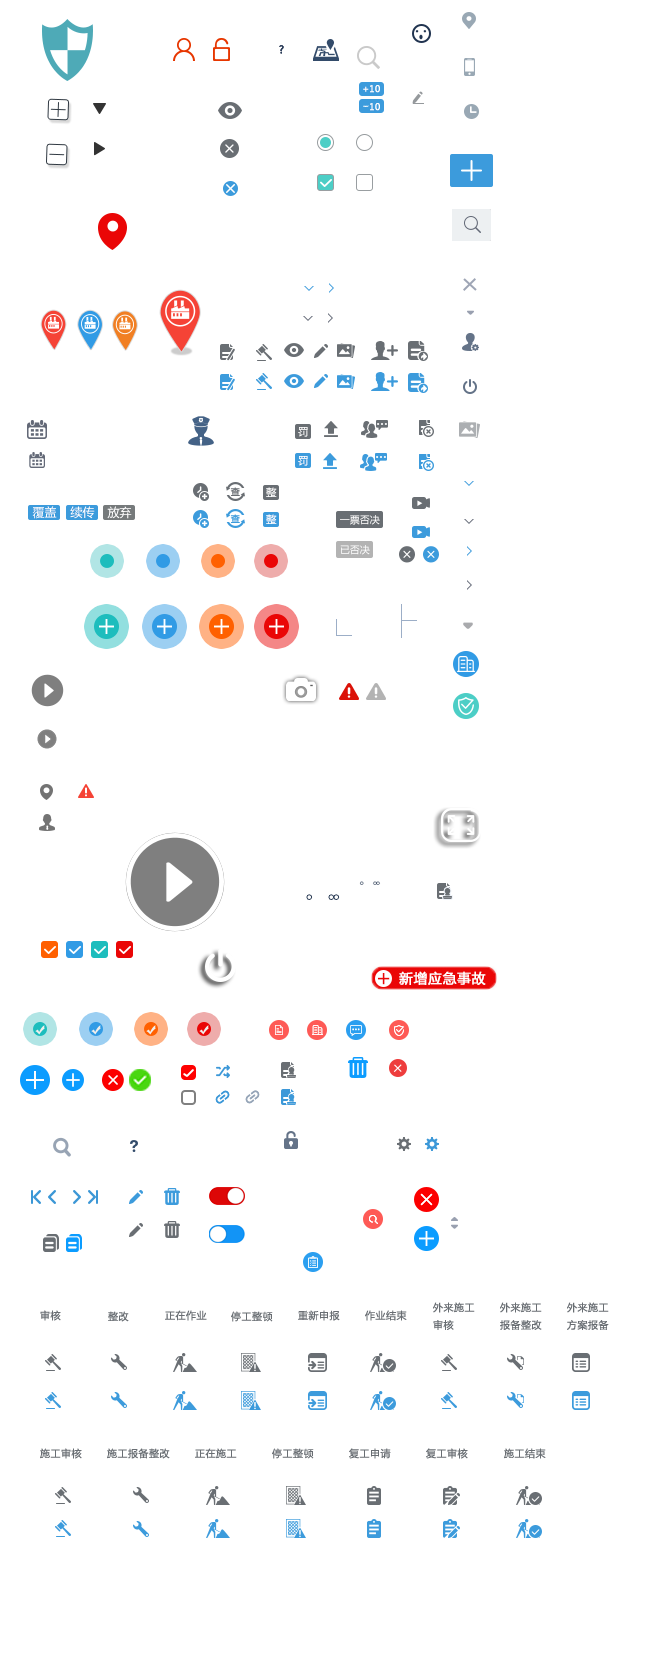 ?
+10
−10
罚
罚
查
整
查
整
覆盖 续传 放弃
一票否决
已否决
新增应急事故
?
审核 整改 正在作业 停工整顿 重新申报 作业结束 外来施工审核 外来施工报备整改 外来施工方案报备
施工审核 施工报备整改 正在施工 停工整顿 复工申请 复工审核 施工结束